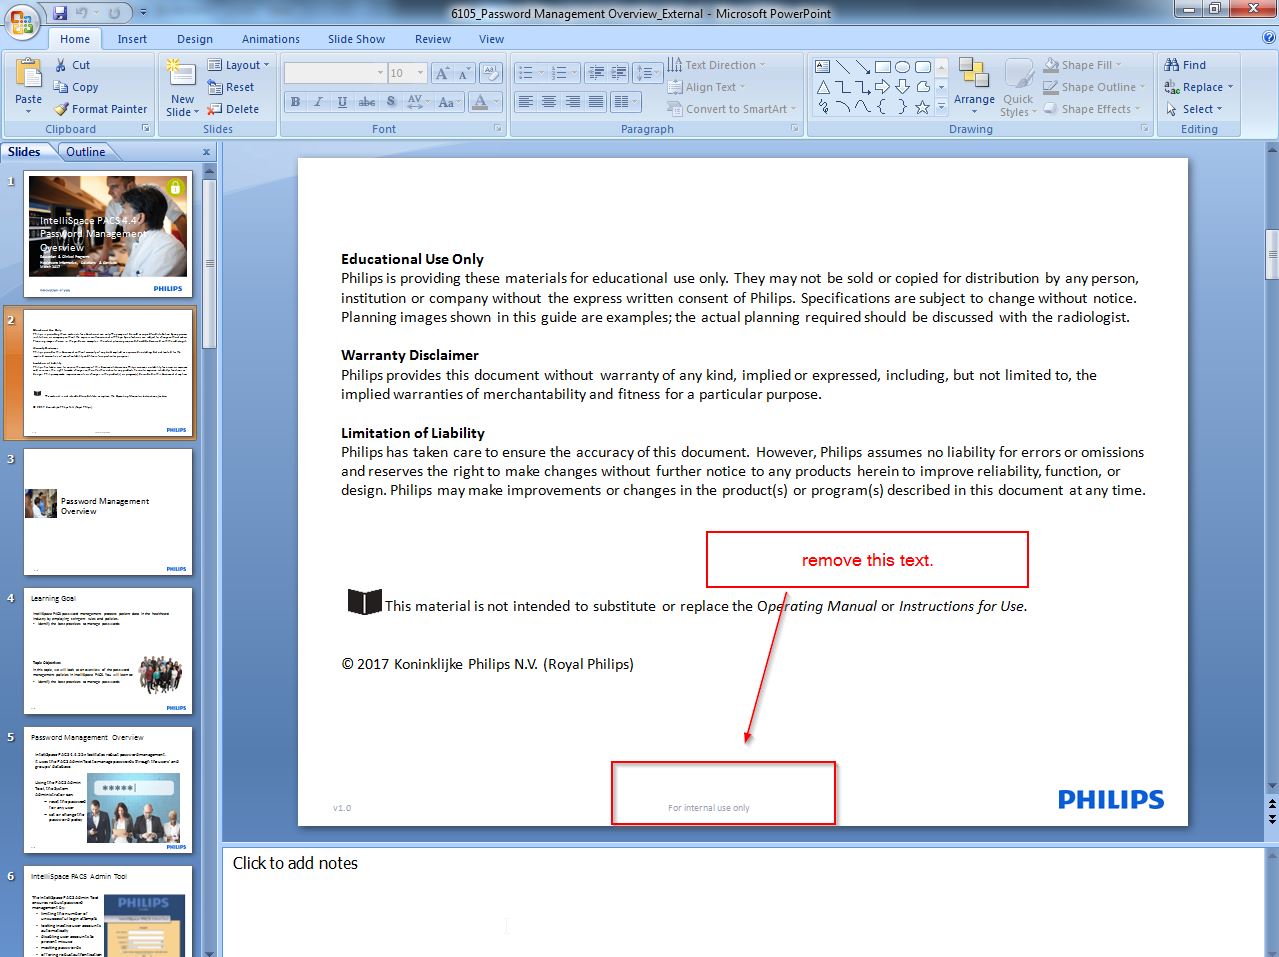 6105_Password Management Overview_External - Microsoft PowerPoint
Home Insert Design Animations Slide Show Review View
Paste
Cut
Copy
Format Painter
Clipboard
New Slide
Layout
Reset
Delete
Slides
10
B I U abc S AV Aa A
Font
Text Direction
Align Text
Convert to SmartArt
Paragraph
Arrange
Quick Styles
Shape Fill
Shape Outline
Shape Effects
Drawing
Find
Replace
Select
Editing
Slides Outline x
1
IntelliSpace PACS 4.4
Password Management
Overview
PHILIPS
2
PHILIPS
3
Password Management
Overview
PHILIPS
4
Learning Goal
Topic Objectives
PHILIPS
5
Password Management Overview
*****
PHILIPS
6
IntelliSpace PACS Admin Tool
PHILIPS
Educational Use Only
Philips is providing these materials for educational use only. They may not be sold or copied for distribution by any person,
institution or company without the express written consent of Philips. Specifications are subject to change without notice.
Planning images shown in this guide are examples; the actual planning required should be discussed with the radiologist.
Warranty Disclaimer
Philips provides this document without warranty of any kind, implied or expressed, including, but not limited to, the
implied warranties of merchantability and fitness for a particular purpose.
Limitation of Liability
Philips has taken care to ensure the accuracy of this document. However, Philips assumes no liability for errors or omissions
and reserves the right to make changes without further notice to any products herein to improve reliability, function, or
design. Philips may make improvements or changes in the product(s) or program(s) described in this document at any time.
remove this text.
This material is not intended to substitute or replace the Operating Manual or Instructions for Use.
© 2017 Koninklijke Philips N.V. (Royal Philips)
v1.0
For internal use only
PHILIPS
Click to add notes